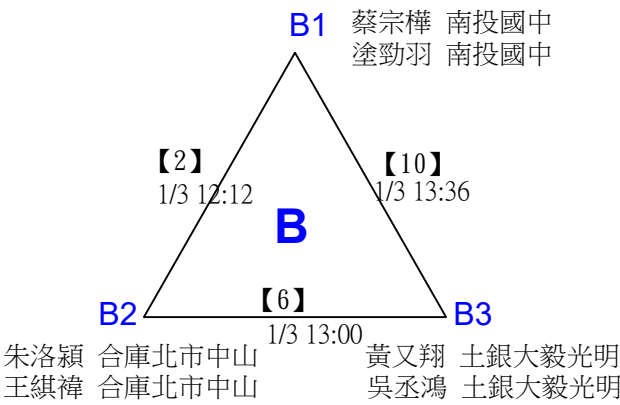 B1 蔡宗樺 南投國中
塗勁羽 南投國中
【2】
1/3 12:12
【10】
1/3 13:36
B
【6】
B2
B3
1/3 13:00
朱洛潁 合庫北市中山
王綨褘 合庫北市中山
黃又翔 土銀大毅光明
吳丞鴻 土銀大毅光明